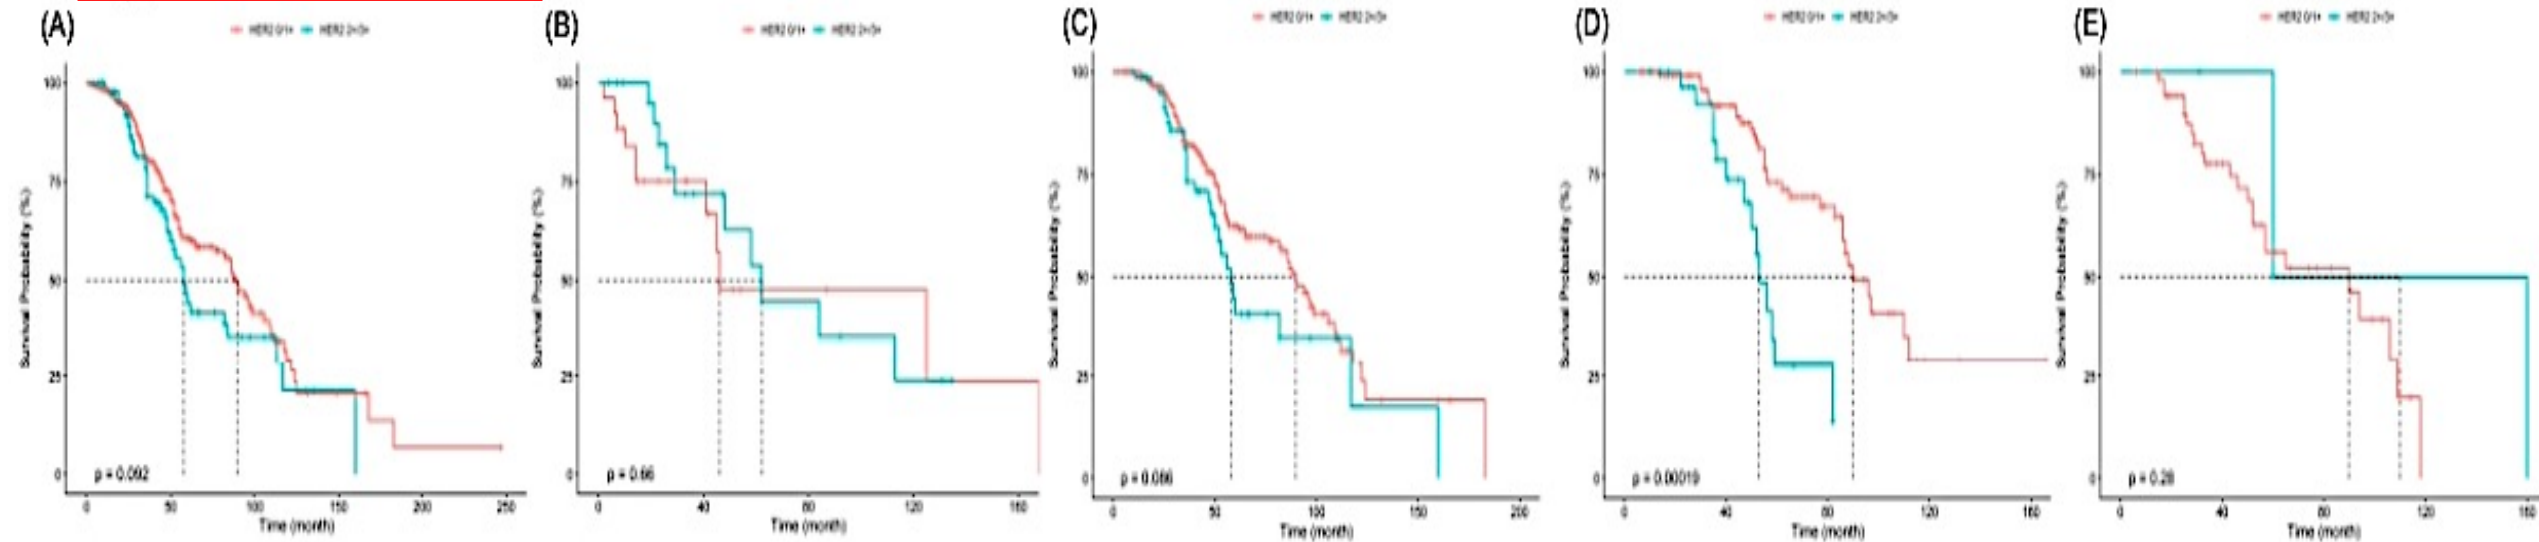 (A)
HER2 0/1+ HER2 2+/3+
Survival Probability (%)
100
75
50
25
0
p = 0.092
0 50 100 150 200 250
Time (month)
(B)
HER2 0/1+ HER2 2+/3+
Survival Probability (%)
100
75
50
25
0
p = 0.66
0 40 80 120 160
Time (month)
(C)
HER2 0/1+ HER2 2+/3+
Survival Probability (%)
100
75
50
25
0
p = 0.086
0 50 100 150 200
Time (month)
(D)
HER2 0/1+ HER2 2+/3+
Survival Probability (%)
100
75
50
25
0
p = 0.00019
0 40 80 120 160
Time (month)
(E)
HER2 0/1+ HER2 2+/3+
Survival Probability (%)
100
75
50
25
0
p = 0.28
0 40 80 120 160
Time (month)